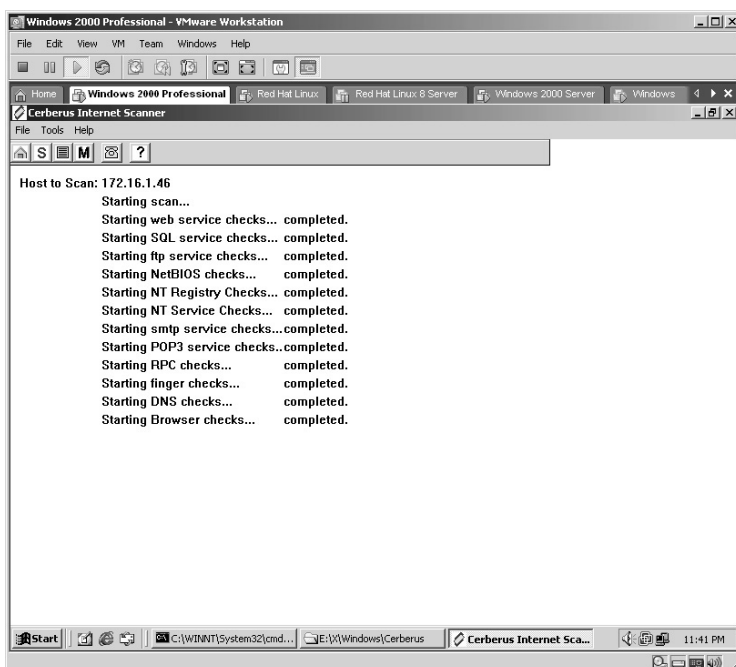 Windows 2000 Professional - VMware Workstation
File Edit View VM Team Windows Help
Home Windows 2000 Professional Red Hat Linux Red Hat Linux 8 Server Windows 2000 Server Windows
Cerberus Internet Scanner
File Tools Help
S M ?
Host to Scan: 172.16.1.46
Starting scan...
Starting web service checks... completed.
Starting SQL service checks... completed.
Starting ftp service checks... completed.
Starting NetBIOS checks... completed.
Starting NT Registry Checks... completed.
Starting NT Service Checks... completed.
Starting smtp service checks...completed.
Starting POP3 service checks..completed.
Starting RPC checks... completed.
Starting finger checks... completed.
Starting DNS checks... completed.
Starting Browser checks... completed.
Start C:\WINNT\System32\cmd... E:\X\Windows\Cerberus Cerberus Internet Sca... 11:41 PM